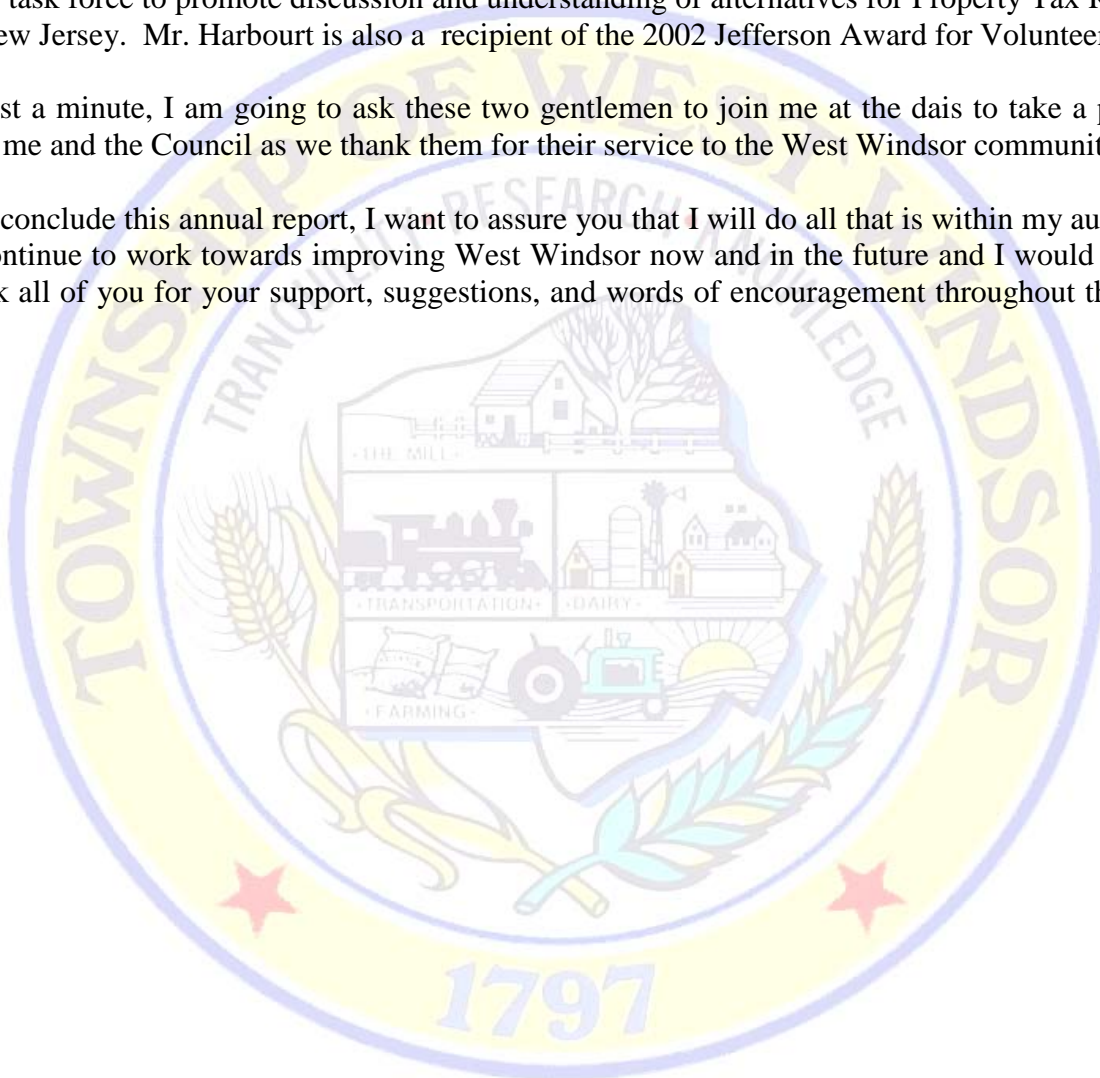 task force to promote discussion and understanding of alternatives for Property Tax
ew Jersey. Mr. Harbourt is also a recipient of the 2002 Jefferson Award for Volunteer
st a minute, I am going to ask these two gentlemen to join me at the dais to take a p
me and the Council as we thank them for their service to the West Windsor communit
conclude this annual report, I want to assure you that I will do all that is within my au
ontinue to work towards improving West Windsor now and in the future and I would
k all of you for your support, suggestions, and words of encouragement throughout th
TOWNSHIP OF WEST WINDSOR
TRANQUILITY • RESEARCH • KNOWLEDGE
•THE MILL•
•TRANSPORTATION•
•DAIRY•
•FARMING•
1797